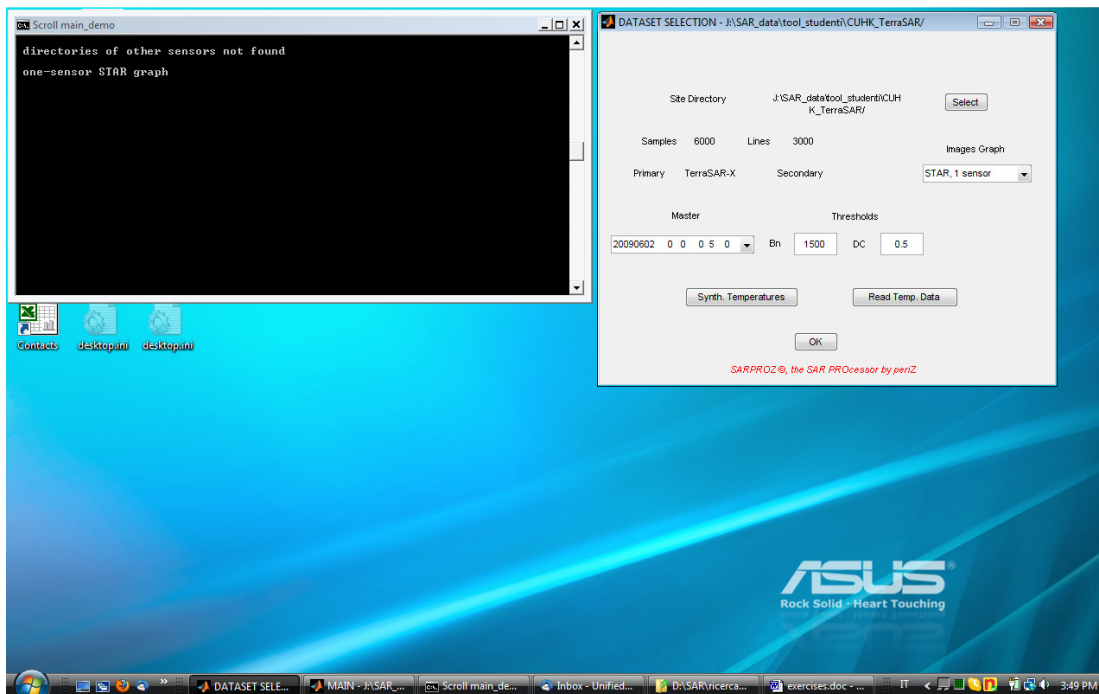 Scroll main_demo
directories of other sensors not found
one-sensor STAR graph
DATASET SELECTION - J:\SAR_data\tool_studenti\CUHK_TerraSAR/
Site Directory
J:\SAR_data\tool_studenti\CUH
K_TerraSAR/
Select
Samples 6000 Lines 3000
Images Graph
Primary TerraSAR-X Secondary
STAR, 1 sensor
Master Thresholds
20090602 0 0 0 5 0 Bn 1500 DC 0.5
Synth. Temperatures Read Temp. Data
OK
SARPROZ ©, the SAR PROcessor by periZ
Contacts desktop.ini desktop.ini
ASUS®
Rock Solid · Heart Touching
DATASET SELE... MAIN - J:\SAR_... Scroll main_de... Inbox - Unified... D:\SAR\ricerca... exercises.doc - ... IT 3:49 PM